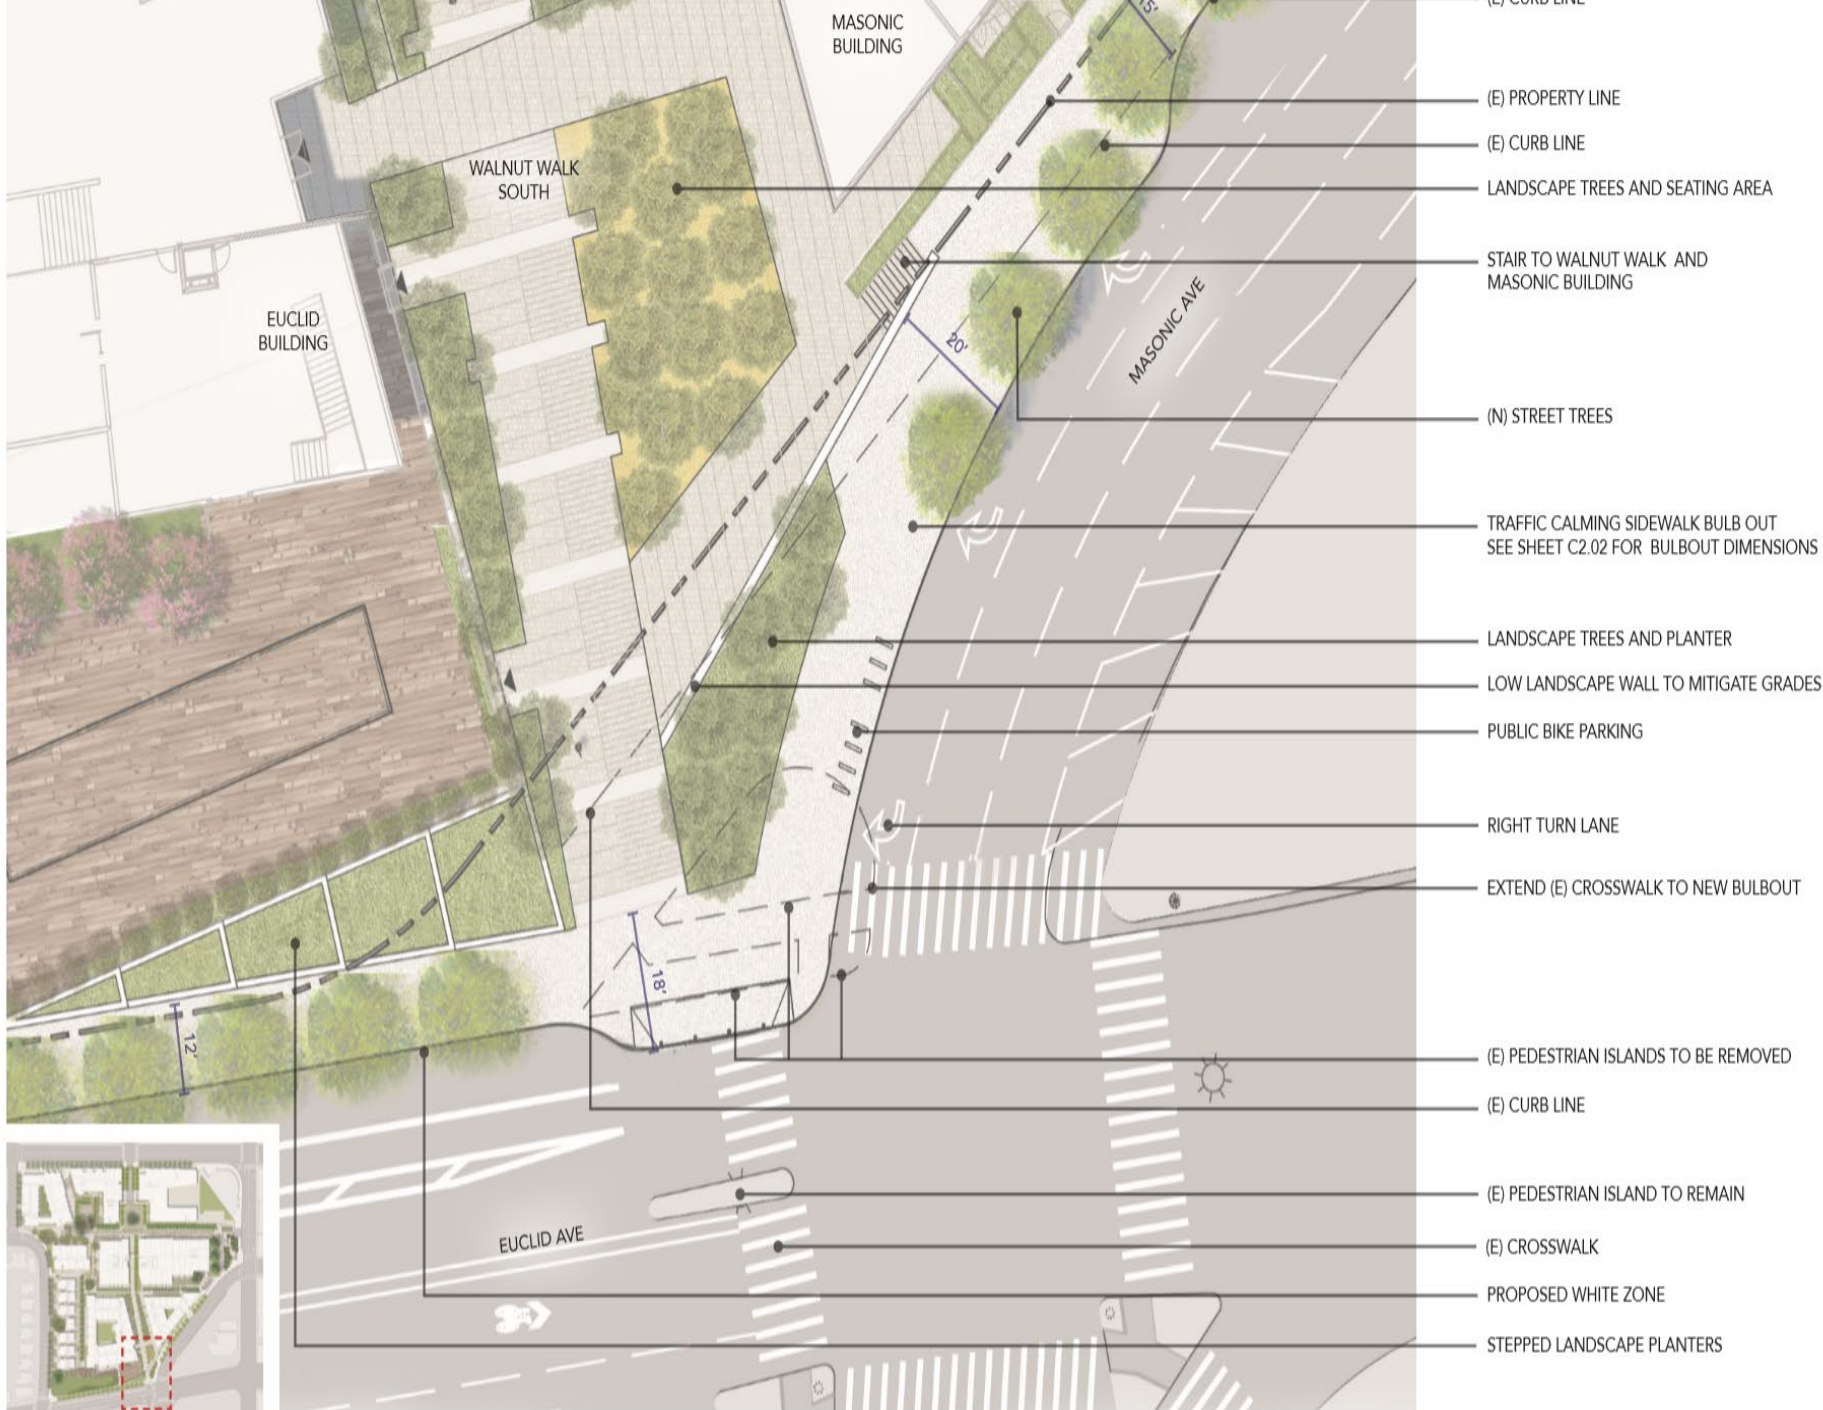 (E) CURB LINE
15'
MASONIC
BUILDING
(E) PROPERTY LINE
(E) CURB LINE
WALNUT WALK
SOUTH
LANDSCAPE TREES AND SEATING AREA
STAIR TO WALNUT WALK AND
MASONIC BUILDING
EUCLID
BUILDING
MASONIC AVE
20'
(N) STREET TREES
TRAFFIC CALMING SIDEWALK BULB OUT
SEE SHEET C2.02 FOR BULBOUT DIMENSIONS
LANDSCAPE TREES AND PLANTER
LOW LANDSCAPE WALL TO MITIGATE GRADES
PUBLIC BIKE PARKING
RIGHT TURN LANE
EXTEND (E) CROSSWALK TO NEW BULBOUT
18'
12'
(E) PEDESTRIAN ISLANDS TO BE REMOVED
(E) CURB LINE
(E) PEDESTRIAN ISLAND TO REMAIN
EUCLID AVE
(E) CROSSWALK
PROPOSED WHITE ZONE
STEPPED LANDSCAPE PLANTERS